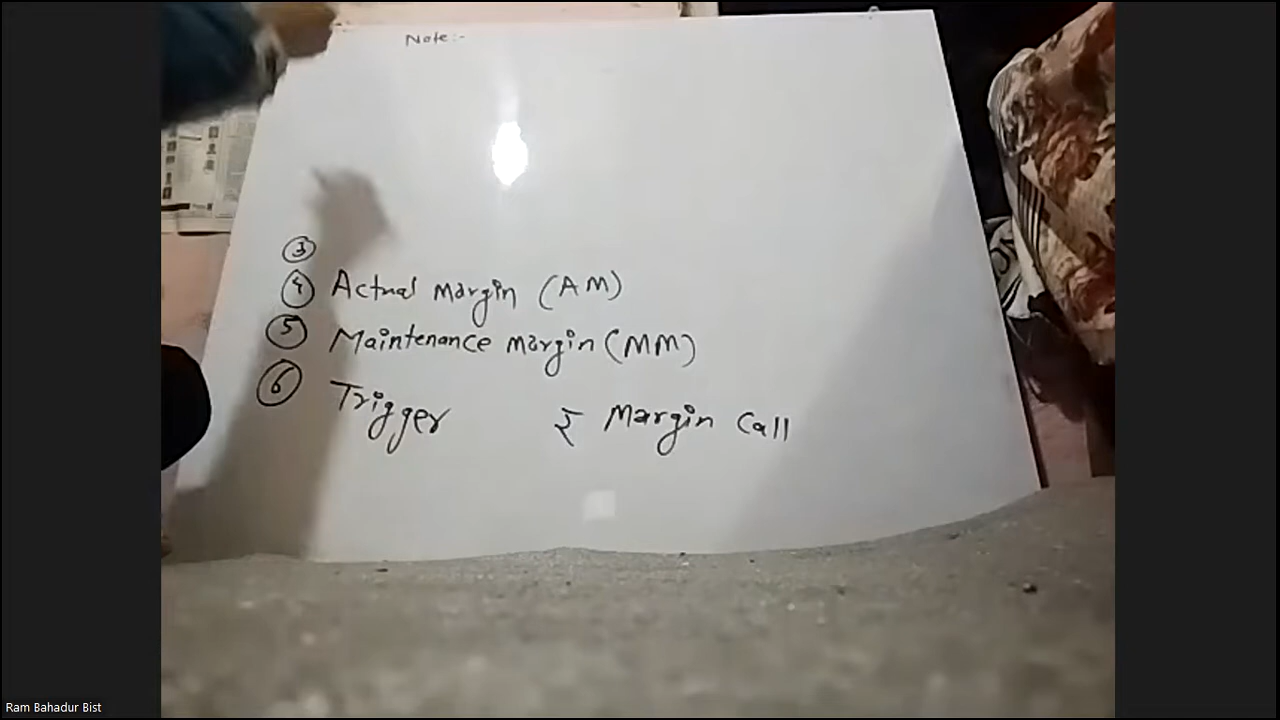 Note:-
③
④ Actual Margin (AM)
⑤ Maintenance Margin (MM)
⑥ Trigger ₹ Margin Call
Ram Bahadur Bist